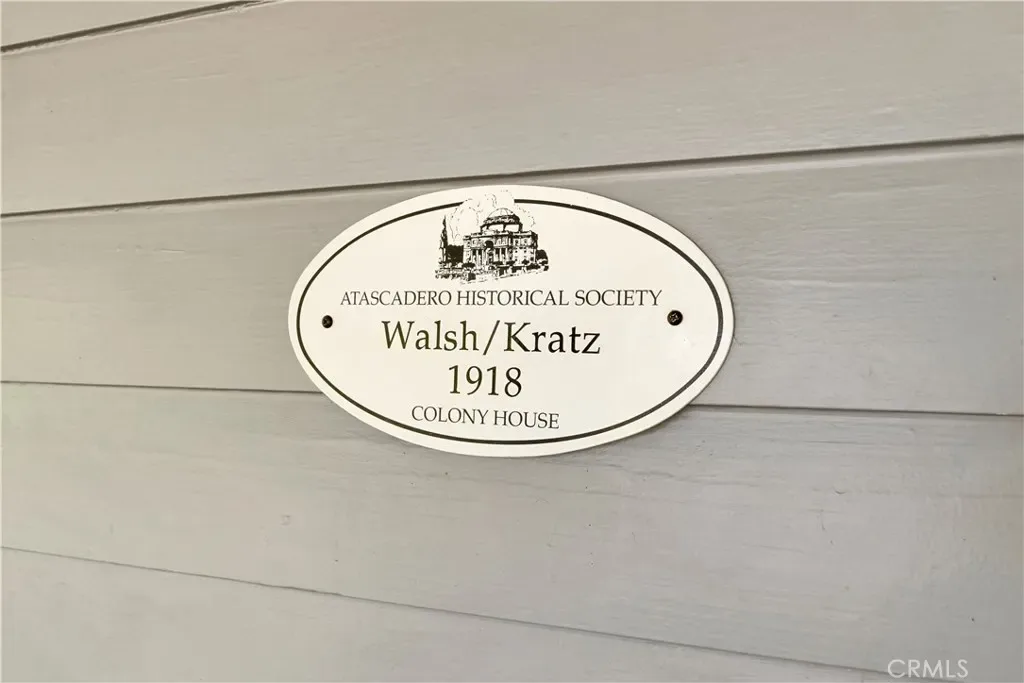 ATASCADERO HISTORICAL SOCIETY
Walsh/Kratz
1918
COLONY HOUSE
CRMLS